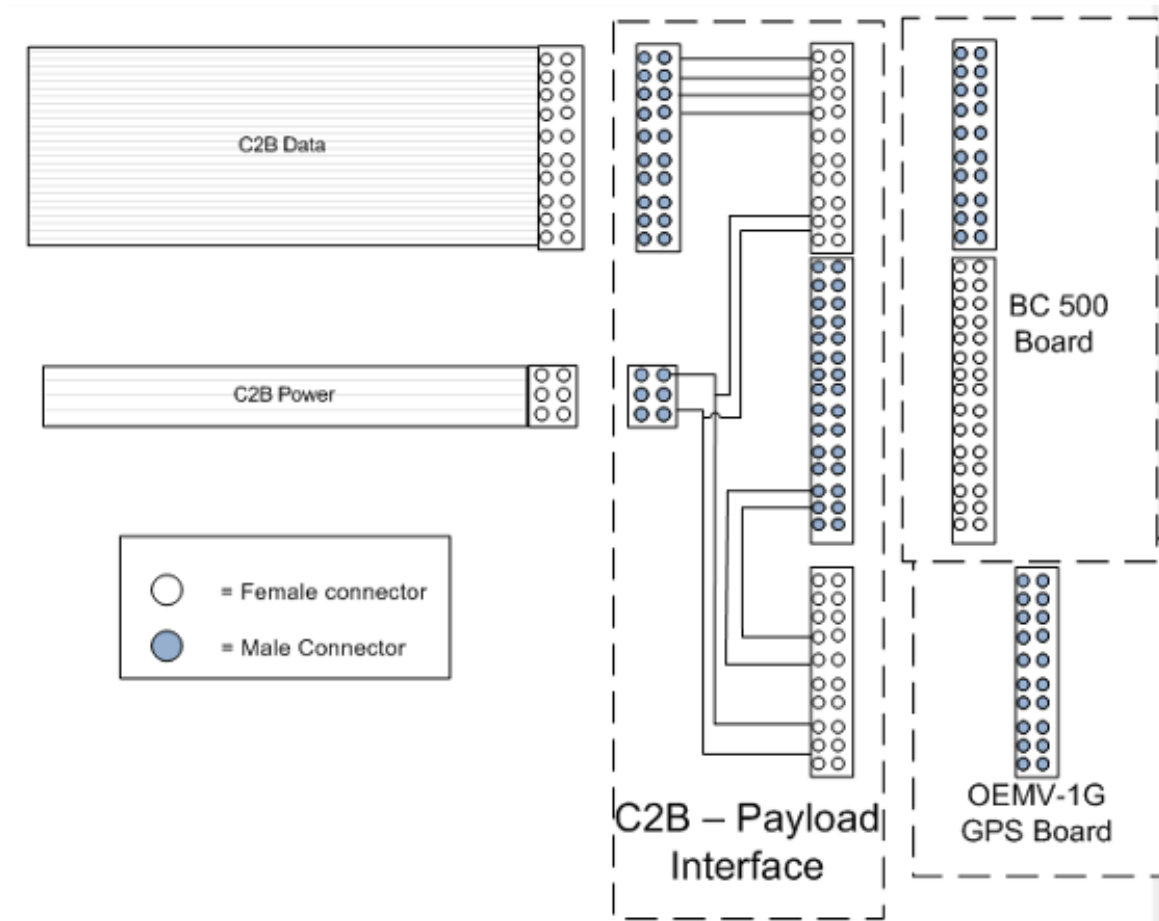 C2B Data
C2B Power
= Female connector
= Male Connector
BC 500
Board
C2B – Payload
Interface
OEMV-1G
GPS Board